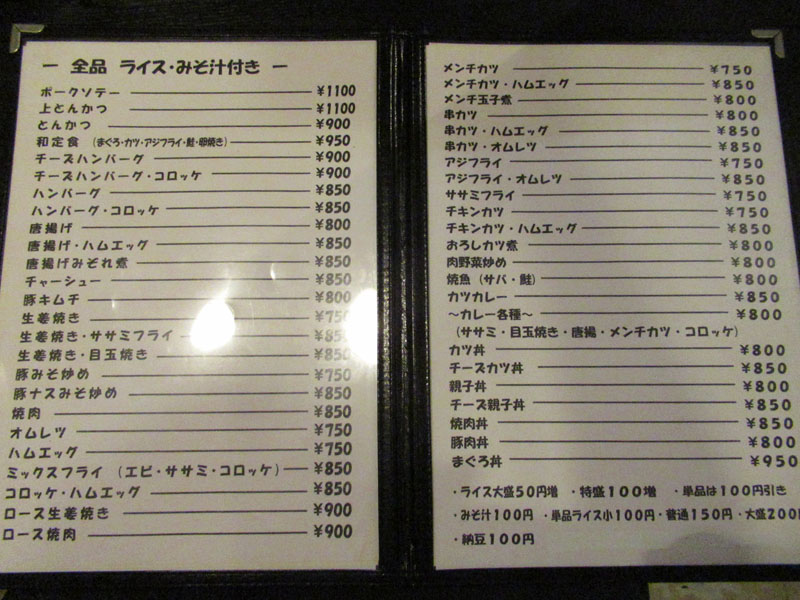 ー 全品 ライス・みそ汁付き ー
ポークソテー ¥1100
上とんかつ ¥1100
とんかつ ¥900
和定食 (まぐろ・カツ・アジフライ・鮭・卵焼き) ¥950
チーズハンバーグ ¥900
チーズハンバーグ・コロッケ ¥900
ハンバーグ ¥850
ハンバーグ・コロッケ ¥850
唐揚げ ¥800
唐揚げ・ハムエッグ ¥850
唐揚げみぞれ煮 ¥850
チャーシュー ¥850
豚キムチ ¥800
生姜焼き ¥750
生姜焼き・ササミフライ ¥850
生姜焼き・目玉焼き ¥850
豚みそ炒め ¥750
豚ナスみそ炒め ¥850
焼肉 ¥850
オムレツ ¥750
ハムエッグ ¥750
ミックスフライ (エビ・ササミ・コロッケ) ¥850
コロッケ・ハムエッグ ¥850
ロース生姜焼き ¥900
ロース焼肉 ¥900
メンチカツ ¥750
メンチカツ・ハムエッグ ¥850
メンチ玉子煮 ¥800
串カツ ¥800
串カツ・ハムエッグ ¥850
串カツ・オムレツ ¥850
アジフライ ¥750
アジフライ・オムレツ ¥850
ササミフライ ¥750
チキンカツ ¥750
チキンカツ・ハムエッグ ¥850
おろしカツ煮 ¥800
肉野菜炒め ¥800
焼魚 (サバ・鮭) ¥800
カツカレー ¥850
〜カレー各種〜 ¥800
(ササミ・目玉焼き・唐揚・メンチカツ・コロッケ)
カツ丼 ¥800
チーズカツ丼 ¥850
親子丼 ¥800
チーズ親子丼 ¥850
焼肉丼 ¥850
豚肉丼 ¥800
まぐろ丼 ¥950
・ライス大盛50円増 ・特盛100増 ・単品は100円引き
・みそ汁100円 ・単品ライス小100円・普通150円・大盛200
・納豆100円